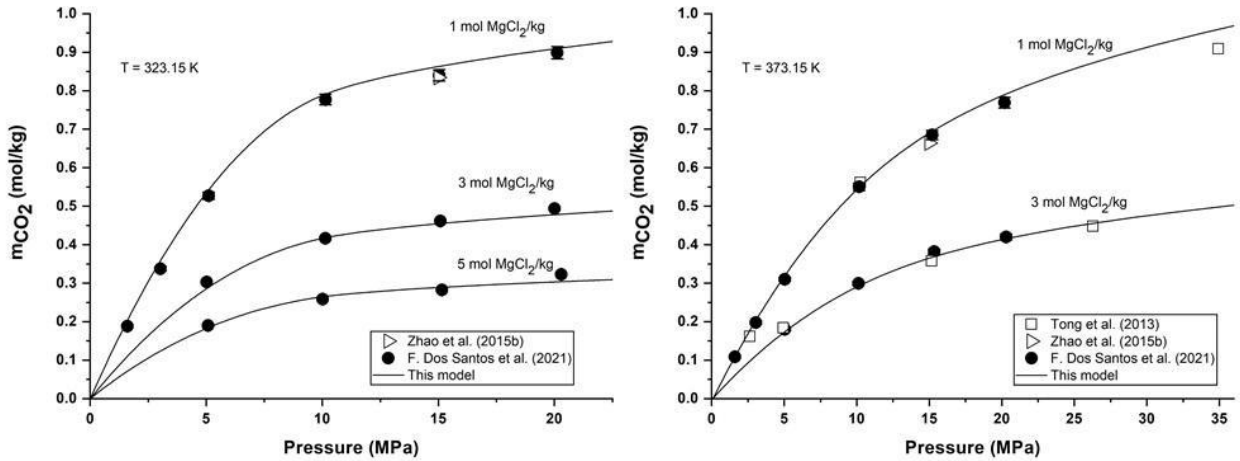 1.0
0.9
0.8
0.7
0.6
0.5
0.4
0.3
0.2
0.1
0.0
mCO2 (mol/kg)
T = 323.15 K
1 mol MgCl2/kg
3 mol MgCl2/kg
5 mol MgCl2/kg
Zhao et al. (2015b)
F. Dos Santos et al. (2021)
This model
0 5 10 15 20
Pressure (MPa)
1.0
0.9
0.8
0.7
0.6
0.5
0.4
0.3
0.2
0.1
0.0
mCO2 (mol/kg)
T = 373.15 K
1 mol MgCl2/kg
3 mol MgCl2/kg
Tong et al. (2013)
Zhao et al. (2015b)
F. Dos Santos et al. (2021)
This model
0 5 10 15 20 25 30 35
Pressure (MPa)